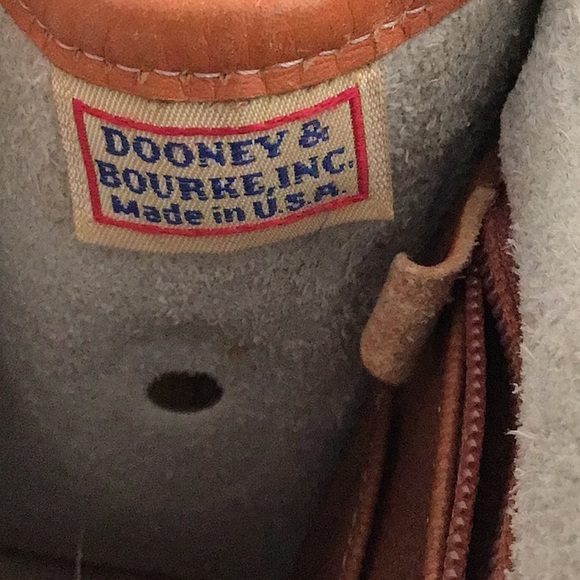 DOONEY &
BOURKE, INC.
Made in U.S.A.